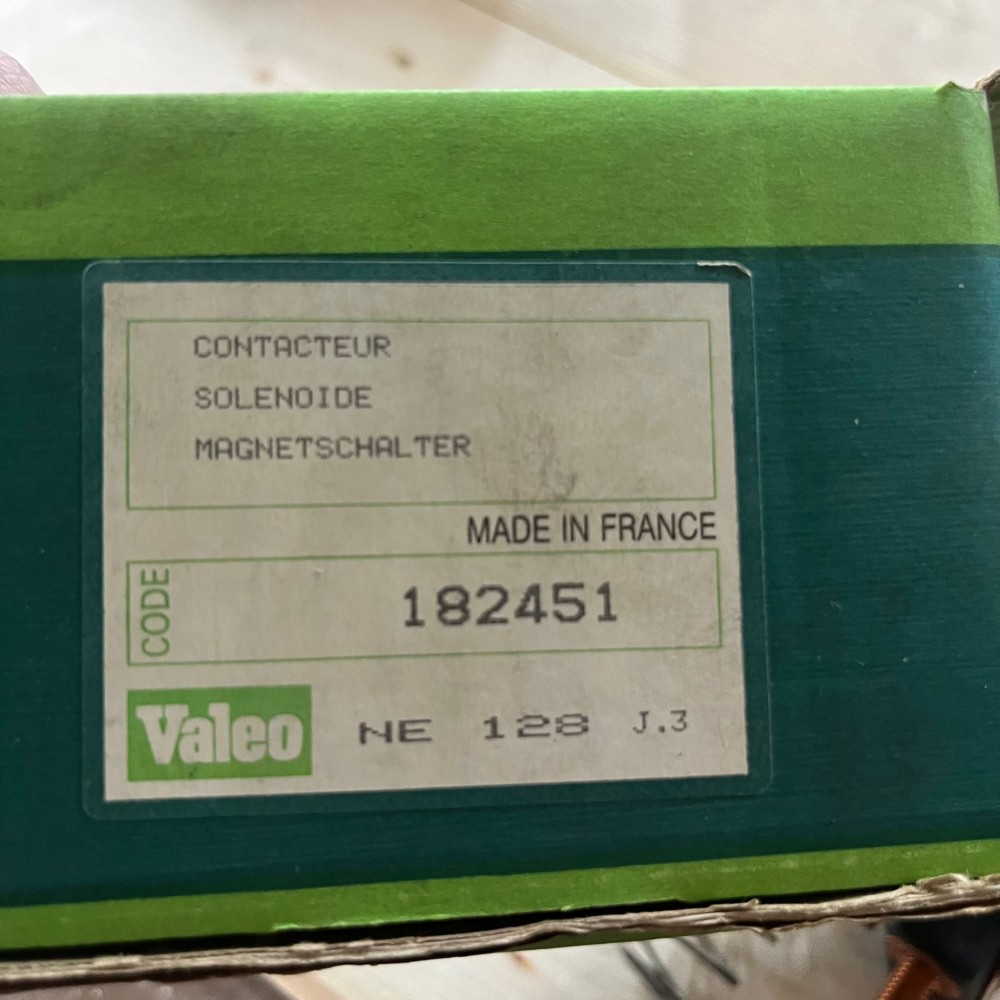 CONTACTEUR
SOLENOIDE
MAGNETSCHALTER
MADE IN FRANCE
CODE
182451
Valeo NE 128 J.3